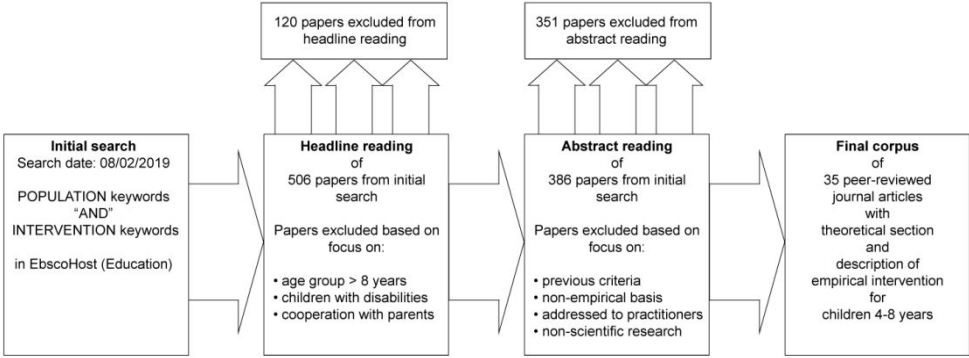 120 papers excluded from
headline reading
351 papers excluded from
abstract reading
Initial search
Search date: 08/02/2019
POPULATION keywords
“AND”
INTERVENTION keywords
in EbscoHost (Education)
Headline reading
of
506 papers from initial
search
Papers excluded based on
focus on:
• age group > 8 years
• children with disabilities
• cooperation with parents
Abstract reading
of
386 papers from initial
search
Papers excluded based on
focus on:
• previous criteria
• non-empirical basis
• addressed to practitioners
• non-scientific research
Final corpus
of
35 peer-reviewed
journal articles
with
theoretical section
and
description of
empirical intervention
for
children 4-8 years